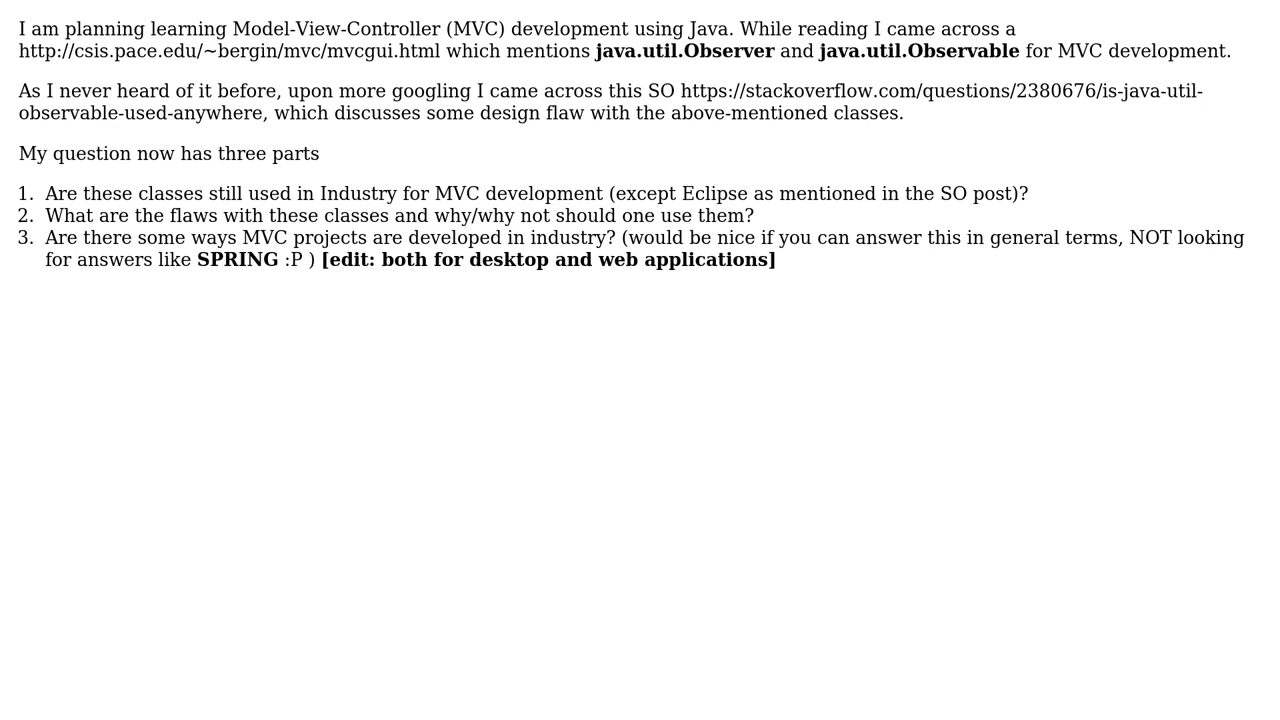 I am planning learning Model-View-Controller (MVC) development using Java. While reading I came across a
http://csis.pace.edu/~bergin/mvc/mvcgui.html which mentions java.util.Observer and java.util.Observable for MVC development.
As I never heard of it before, upon more googling I came across this SO https://stackoverflow.com/questions/2380676/is-java-util-
observable-used-anywhere, which discusses some design flaw with the above-mentioned classes.
My question now has three parts
1. Are these classes still used in Industry for MVC development (except Eclipse as mentioned in the SO post)?
2. What are the flaws with these classes and why/why not should one use them?
3. Are there some ways MVC projects are developed in industry? (would be nice if you can answer this in general terms, NOT looking
for answers like SPRING :P ) [edit: both for desktop and web applications]